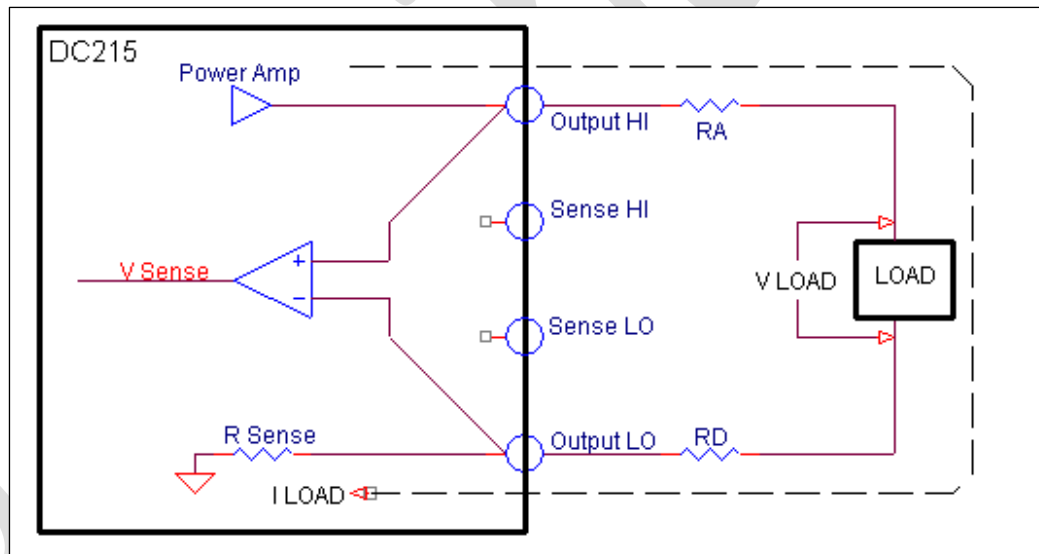 DC215
Power Amp
Output HI
RA
Sense HI
V Sense
+
−
V LOAD
LOAD
Sense LO
R Sense
Output LO
RD
I LOAD